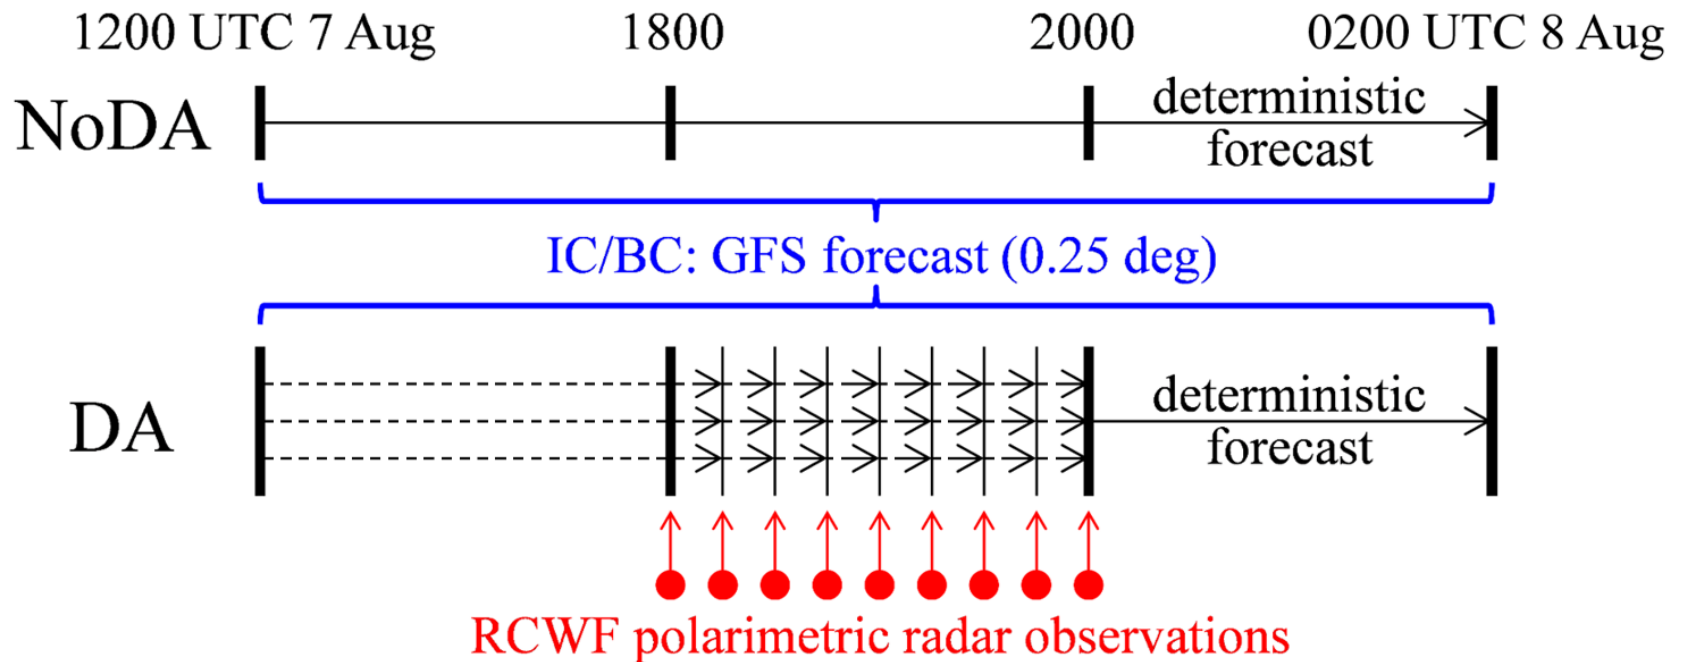 1200 UTC 7 Aug 1800 2000 0200 UTC 8 Aug
NoDA
deterministic
forecast
IC/BC: GFS forecast (0.25 deg)
DA
deterministic
forecast
RCWF polarimetric radar observations